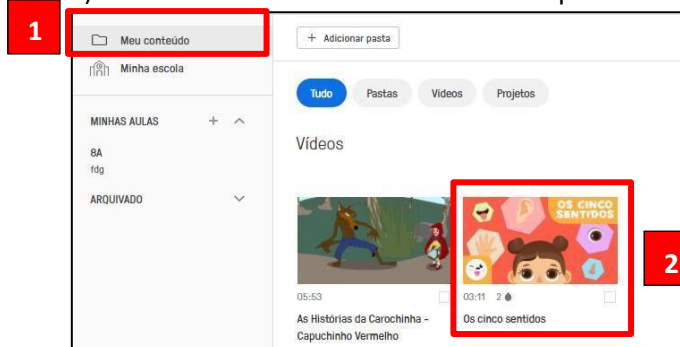 1
Meu conteúdo
Minha escola
MINHAS AULAS
8A
fdg
ARQUIVADO
+ Adicionar pasta
Tudo Pastas Vídeos Projetos
Vídeos
OS CINCO
SENTIDOS
2
05:53
As Histórias da Carochinha –
Capuchinho Vermelho
03:11 2
Os cinco sentidos